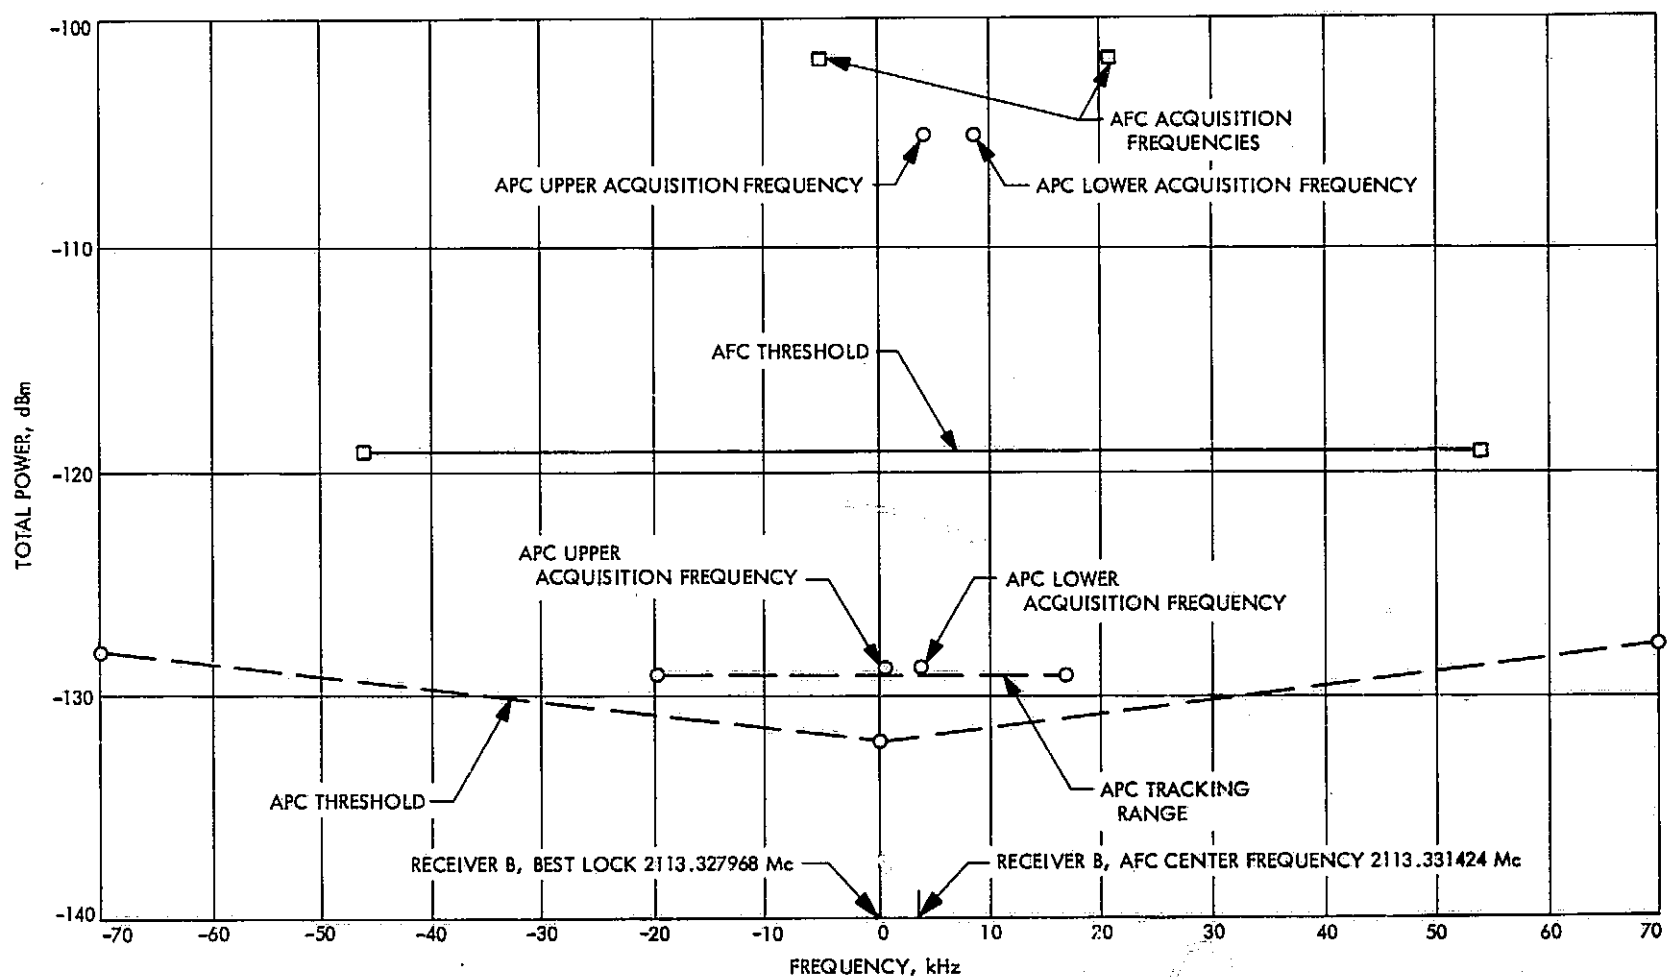 -100
AFC ACQUISITION
FREQUENCIES
APC UPPER ACQUISITION FREQUENCY
APC LOWER ACQUISITION FREQUENCY
-110
AFC THRESHOLD
TOTAL POWER, dBm
-120
APC UPPER
ACQUISITION FREQUENCY
APC LOWER
ACQUISITION FREQUENCY
-130
APC THRESHOLD
APC TRACKING
RANGE
RECEIVER B, BEST LOCK 2113.327968 Mc
RECEIVER B, AFC CENTER FREQUENCY 2113.331424 Mc
-140
-70 -60 -50 -40 -30 -20 -10 0 10 20 30 40 50 60 70
FREQUENCY, kHz